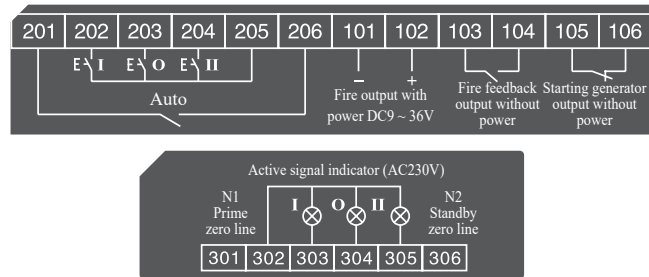 201 202 203 204 205 206 101 102 103 104 105 106
I O II
Auto
− +
Fire output with
power DC9 ~ 36V
Fire feedback
output without
power
Starting generator
output without
power
Active signal indicator (AC230V)
N1
Prime
zero line
I O II
N2
Standby
zero line
301 302 303 304 305 306